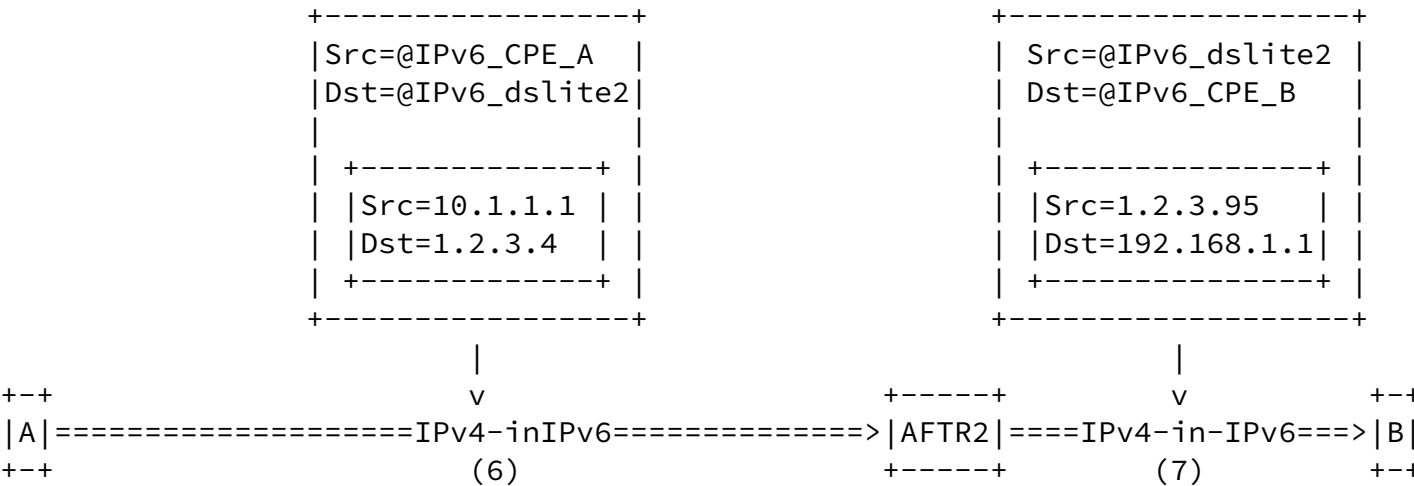 +-----------------+                       +-------------------+
|Src=@IPv6_CPE_A  |                       | Src=@IPv6_dslite2 |
|Dst=@IPv6_dslite2|                       | Dst=@IPv6_CPE_B   |
|                 |                       |                   |
| +-------------+ |                       | +---------------+ |
| |Src=10.1.1.1 | |                       | |Src=1.2.3.95   | |
| |Dst=1.2.3.4  | |                       | |Dst=192.168.1.1| |
| +-------------+ |                       | +---------------+ |
+-----------------+                       +-------------------+
|                                       |
+-+                       v                       +-----+         v          +-+
|A|====================IPv4-inIPv6==============>|AFTR2|====IPv4-in-IPv6===>|B|
+-+                      (6)                      +-----+        (7)         +-+